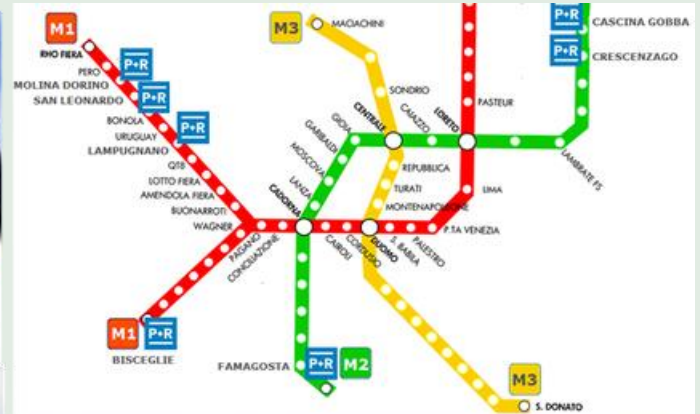 M1
RHO FIERA
PERO
P+R
MOLINA DORINO
P+R
SAN LEONARDO
BONOLA
P+R
URUGUAY
LAMPUGNANO
QT8
LOTTO FIERA
AMENDOLA FIERA
BUONARROTI
WAGNER
PAGANO
CONCILIAZIONE
M1
P+R
BISCEGLIE
M3
MACIACHINI
SONDRIO
CENTRALE
CAIAZZO
LORETO
PASTEUR
P+R
CASCINA GOBBA
P+R
CRESCENZAGO
LAMBRATE FS
GIOIA
GARIBALDI
MOSCOVA
LANZA
CADORNA
REPUBBLICA
TURATI
MONTENAPOLEONE
LIMA
P.TA VENEZIA
CAIROLI
CORDUSIO
DUOMO
S. BABILA
PALESTRO
FAMAGOSTA
P+R
M2
M3
S. DONATO